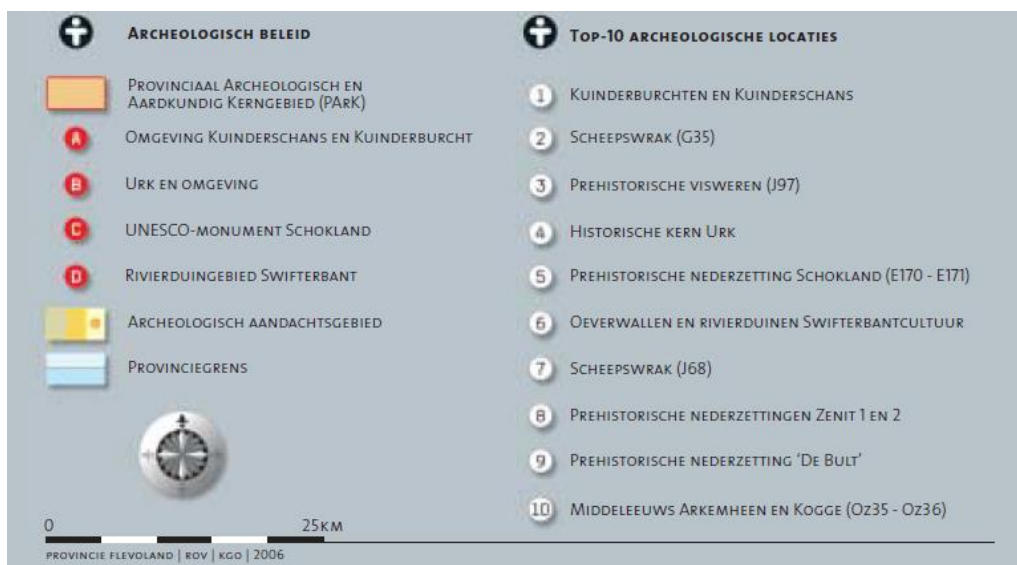 Archeologisch beleid
Provinciaal Archeologisch en
Aardkundig Kerngebied (PArK)
A Omgeving Kuinderschans en Kuinderburcht
B Urk en omgeving
C UNESCO-monument Schokland
D Rivierduingebied Swifterbant
Archeologisch aandachtsgebied
Provinciegrens
0 25km
provincie flevoland | rov | kgo | 2006
Top-10 archeologische locaties
1 Kuinderburchten en Kuinderschans
2 Scheepswrak (G35)
3 Prehistorische visweren (J97)
4 Historische kern Urk
5 Prehistorische nederzetting Schokland (E170 - E171)
6 Oeverwallen en rivierduinen Swifterbantcultuur
7 Scheepswrak (J68)
8 Prehistorische nederzettingen Zenit 1 en 2
9 Prehistorische nederzetting 'De Bult'
10 Middeleeuws Arkemheen en Kogge (Oz35 - Oz36)